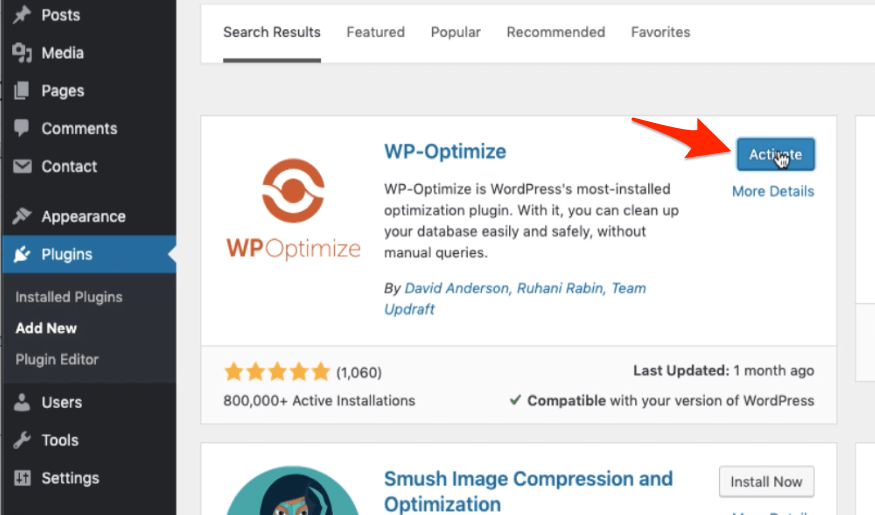 Posts
Media
Pages
Comments
Contact
Appearance
Plugins
Installed Plugins
Add New
Plugin Editor
Users
Tools
Settings
Search Results Featured Popular Recommended Favorites
WPOptimize
WP-Optimize
WP-Optimize is WordPress's most-installed
optimization plugin. With it, you can clean up
your database easily and safely, without
manual queries.
By David Anderson, Ruhani Rabin, Team
Updraft
Activate
More Details
(1,060)
800,000+ Active Installations
Last Updated: 1 month ago
Compatible with your version of WordPress
Smush Image Compression and
Optimization
Install Now
More Details